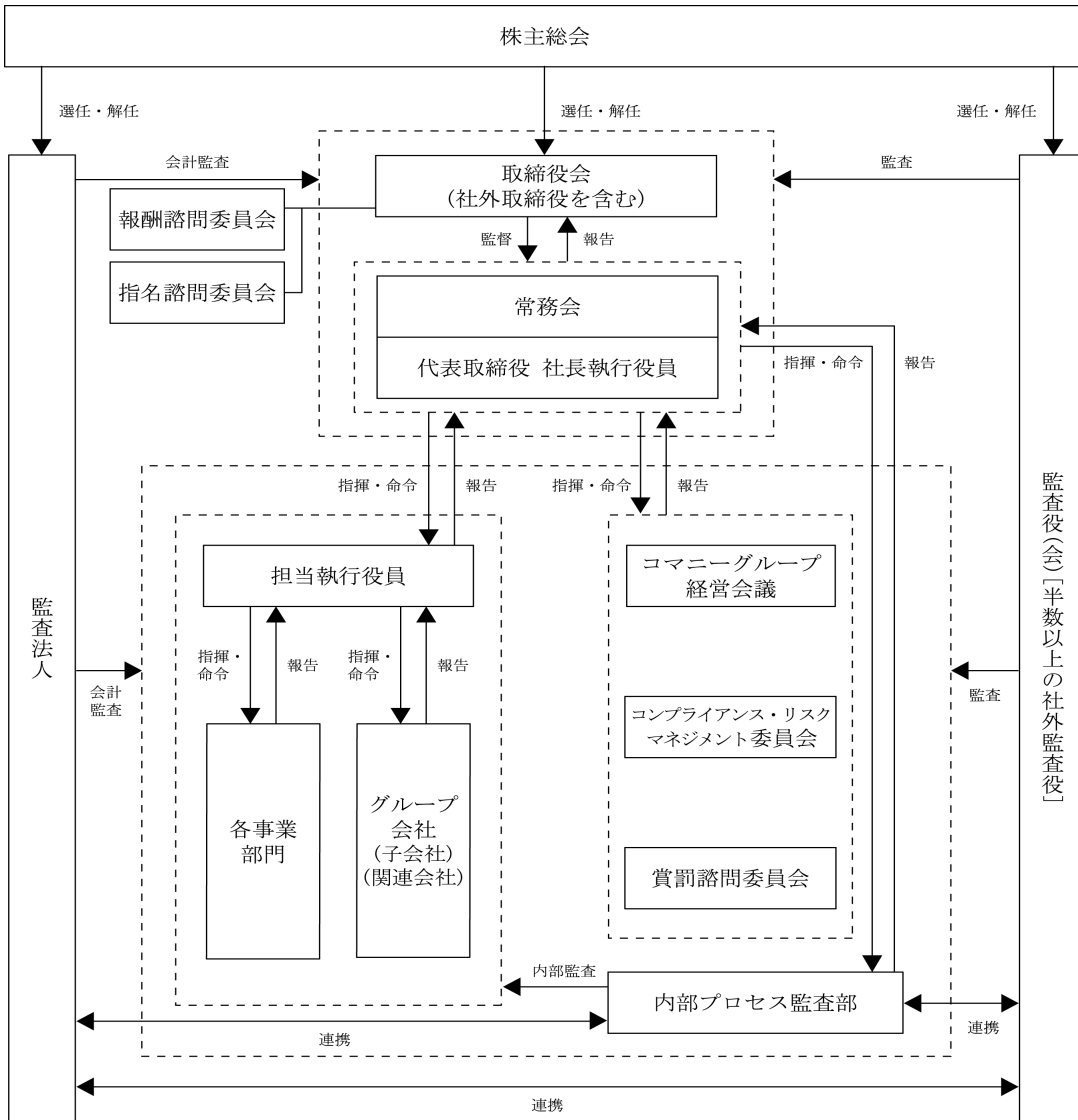 株主総会
選任・解任
選任・解任
選任・解任
会計監査
監査
取締役会
(社外取締役を含む)
報酬諮問委員会
監督
報告
指名諮問委員会
常務会
代表取締役 社長執行役員
指揮・命令
報告
指揮・命令
報告
指揮・命令
報告
担当執行役員
コマニーグループ
経営会議
監査法人
監査役(会)[半数以上の社外監査役]
指揮・
命令
報告
指揮・
命令
報告
会計
監査
監査
コンプライアンス・リスク
マネジメント委員会
各事業
部門
グループ
会社
(子会社)
(関連会社)
賞罰諮問委員会
内部監査
内部プロセス監査部
連携
連携
連携